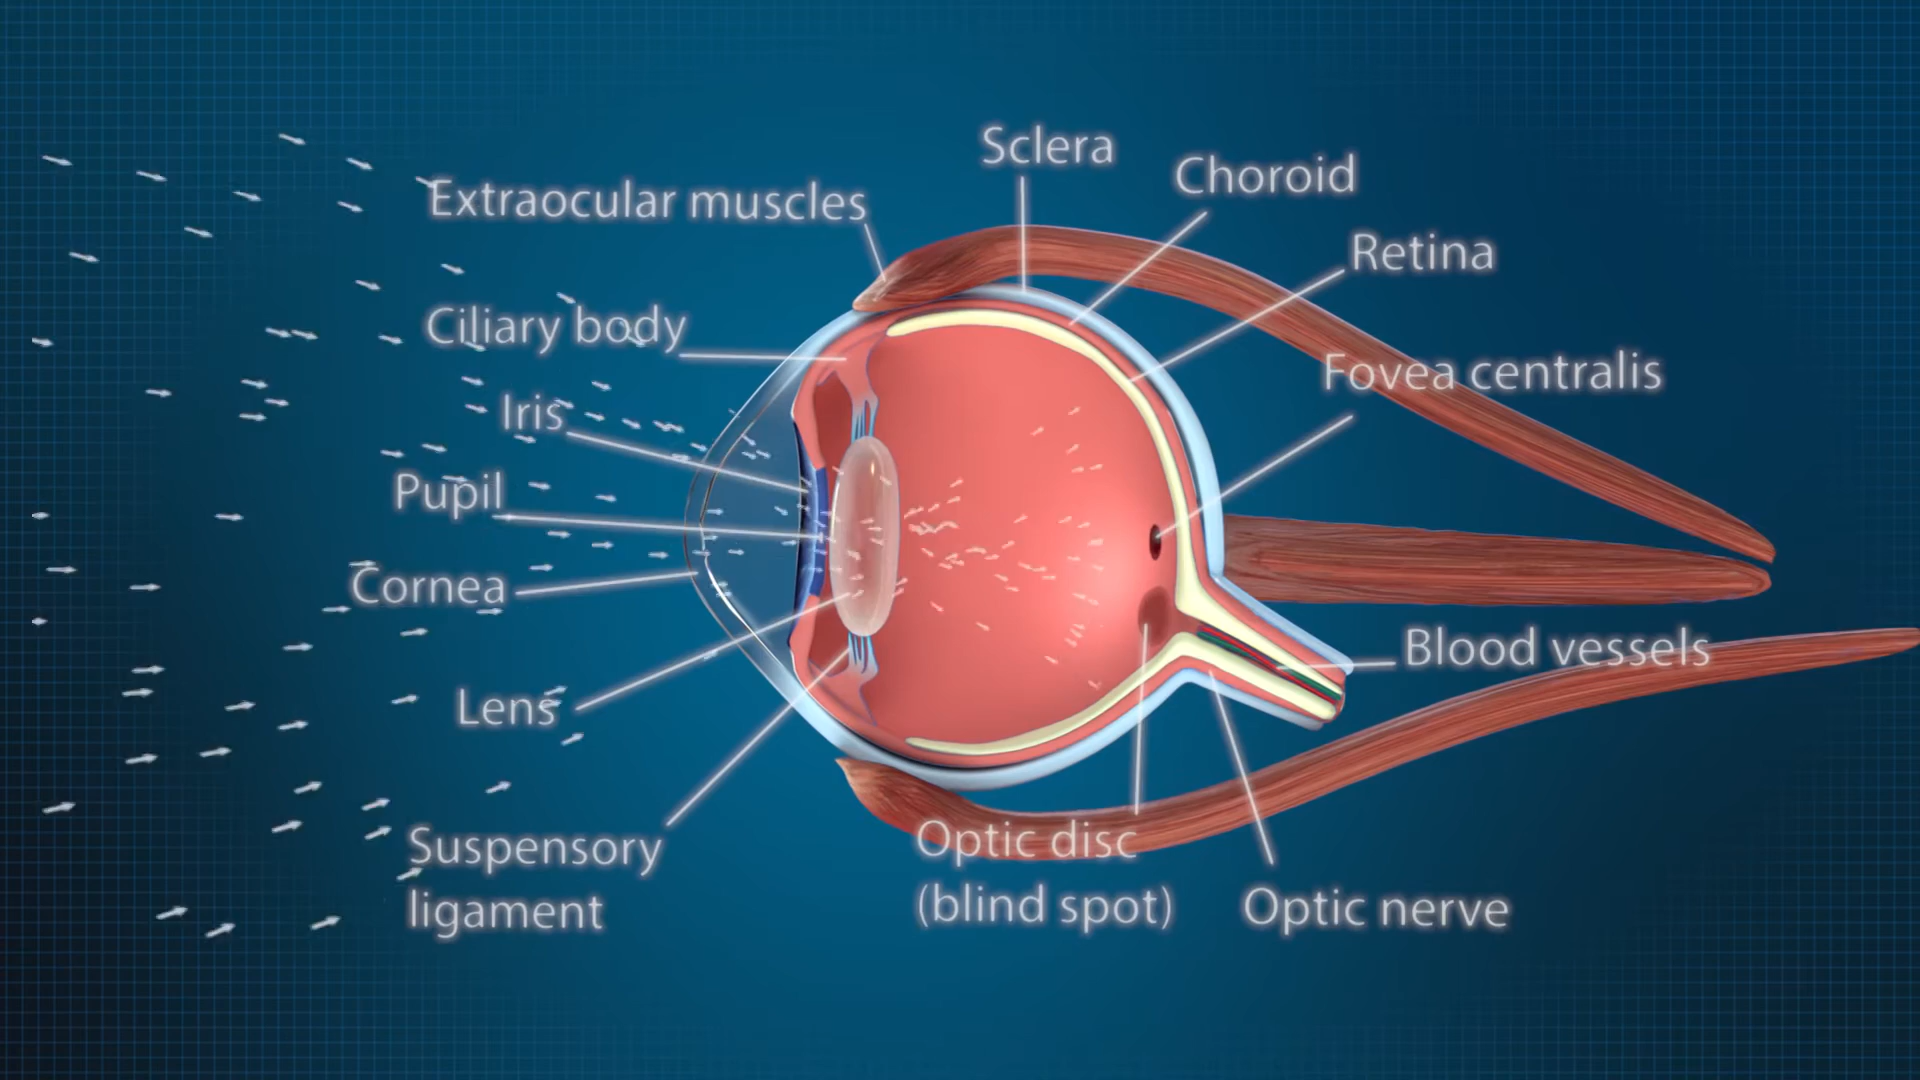 Sclera
Choroid
Extraocular muscles
Retina
Ciliary body
Fovea centralis
Iris
Pupil
Cornea
Blood vessels
Lens
Suspensory
ligament
Optic disc
(blind spot)
Optic nerve